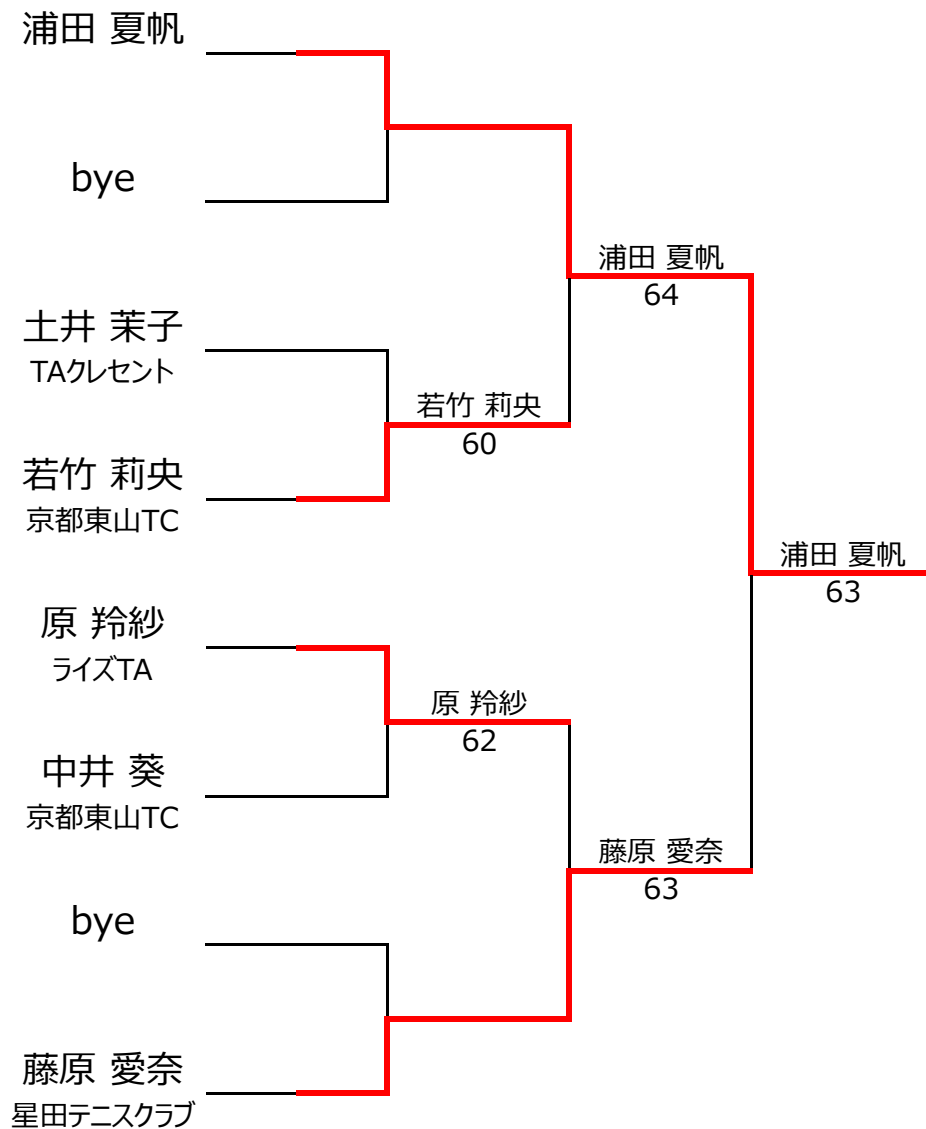 浦田 夏帆
bye
土井 茉子
TAクレセント
若竹 莉央
京都東山TC
原 羚紗
ライズTA
中井 葵
京都東山TC
bye
藤原 愛奈
星田テニスクラブ
若竹 莉央
60
原 羚紗
62
浦田 夏帆
64
藤原 愛奈
63
浦田 夏帆
63